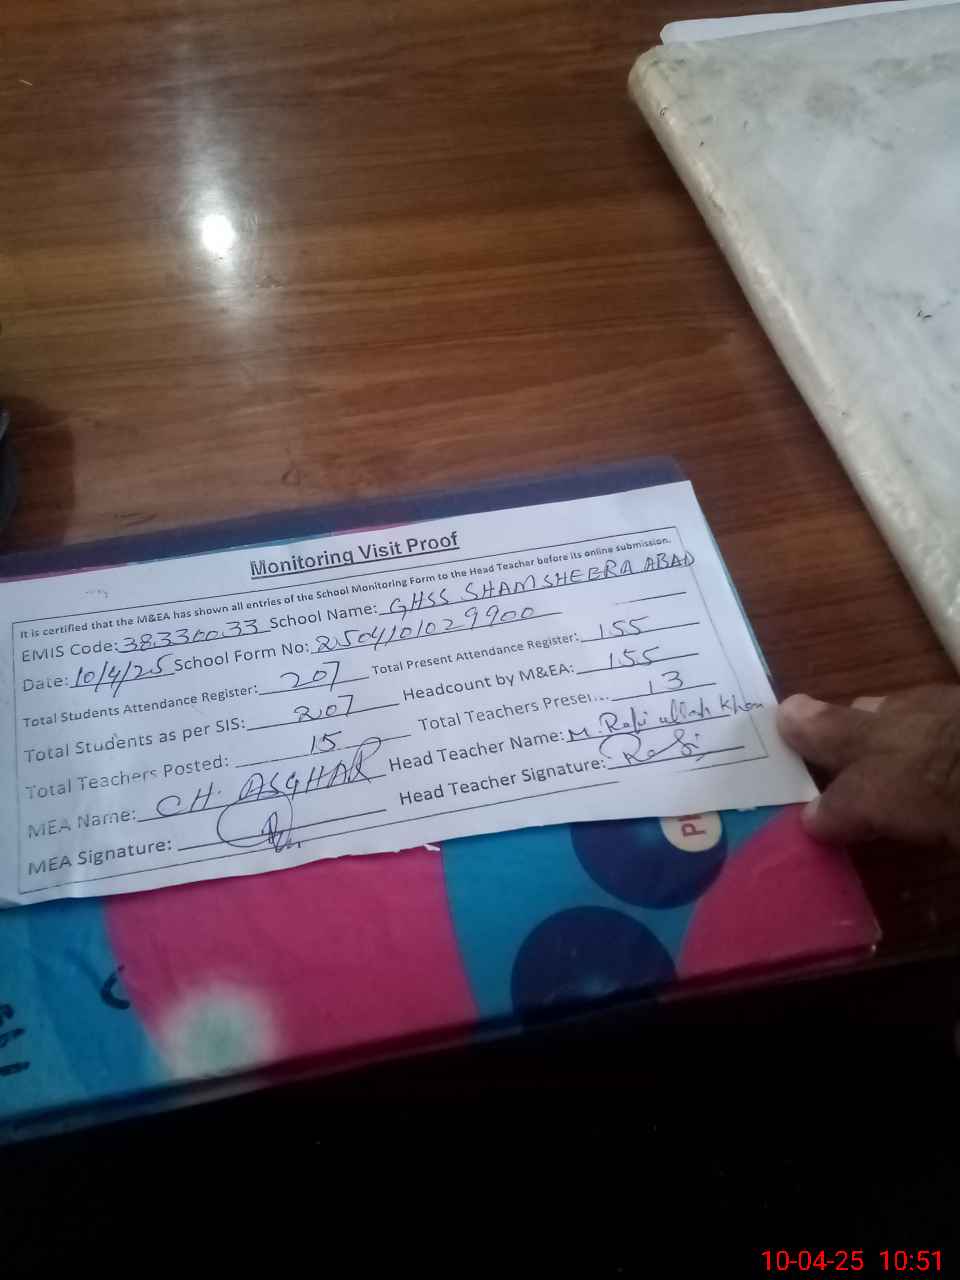 Monitoring Visit Proof
It is certified that the M&EA has shown all entries of the School Monitoring Form to the Head Teacher before its online submission.
EMIS Code: 38330033 School Name: GHSS SHAMSHEERA ABAD
Date: 10/4/25 School Form No: 2504101029900
Total Students Attendance Register: 207 Total Present Attendance Register: 155
Total Students as per SIS: 207 Headcount by M&EA: 155
Total Teachers Posted: 15 Total Teachers Presei... 13
MEA Name: CH. ASGHAR Head Teacher Name: M. Rafi ullah Khan
MEA Signature: Head Teacher Signature: Rafi
10-04-25 10:51